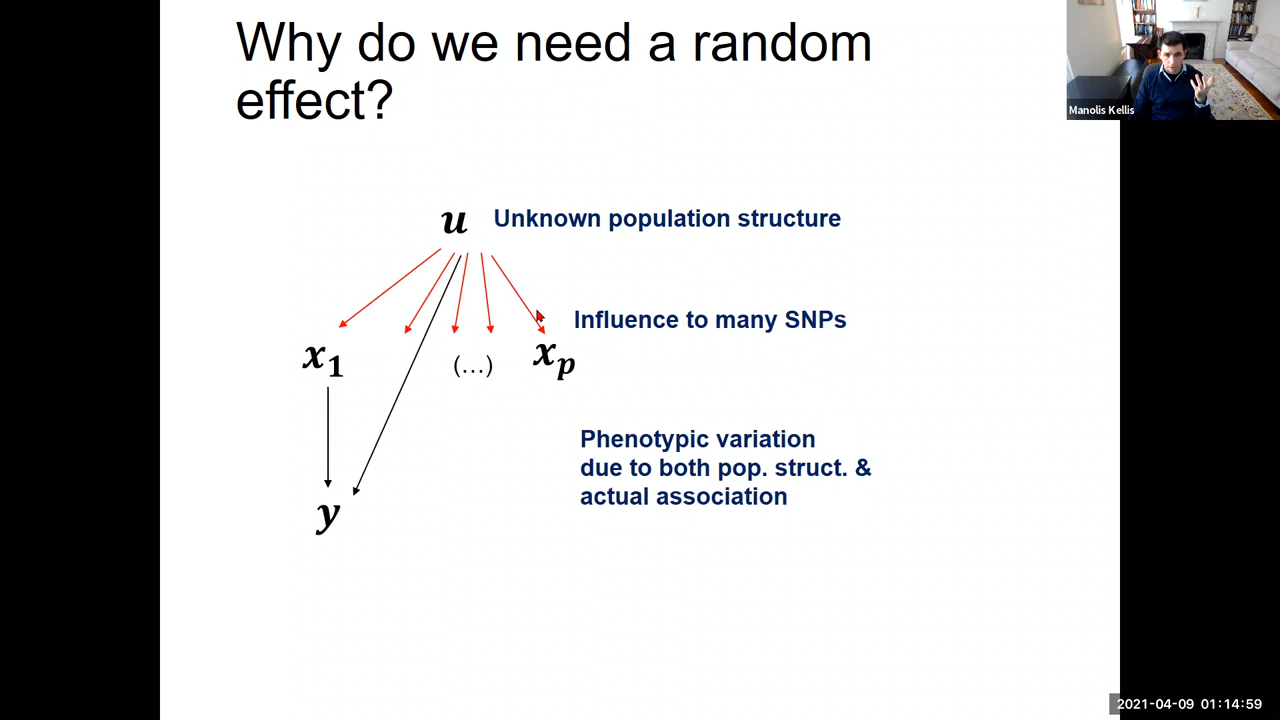 Why do we need a random
effect?
Manolis Kellis
u Unknown population structure
Influence to many SNPs
x₁ (...) xₚ
Phenotypic variation
due to both pop. struct. &
actual association
y
2021-04-09 01:14:59